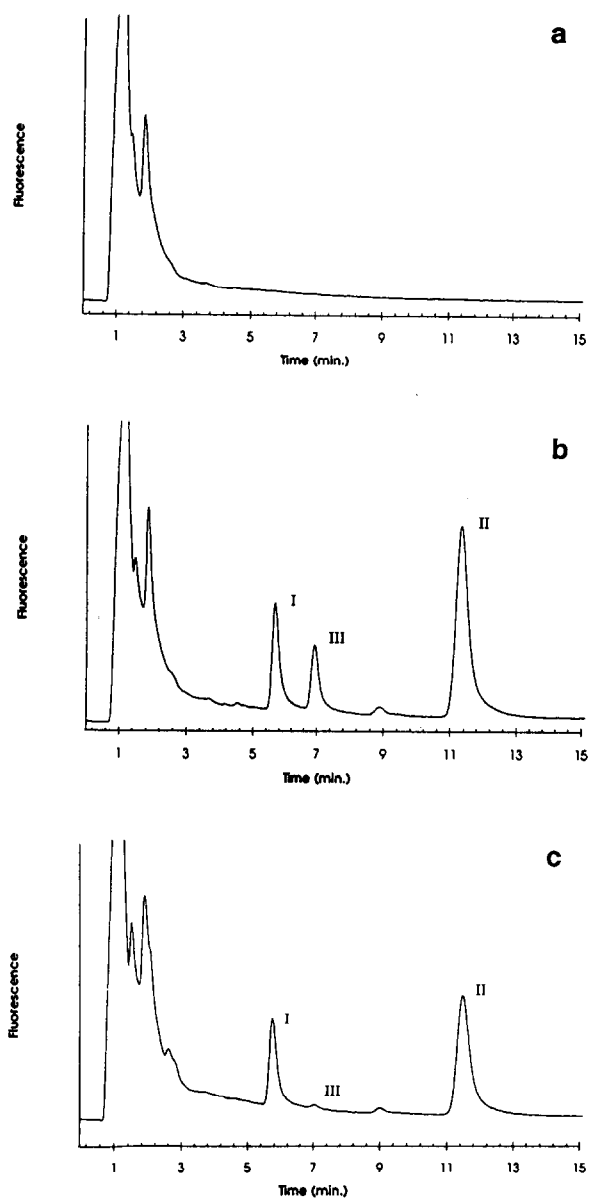 a
Fluorescence
1 3 5 7 9 11 13 15
Time (min.)
b
Fluorescence
II
I
III
1 3 5 7 9 11 13 15
Time (min.)
c
Fluorescence
II
I
III
1 3 5 7 9 11 13 15
Time (min.)